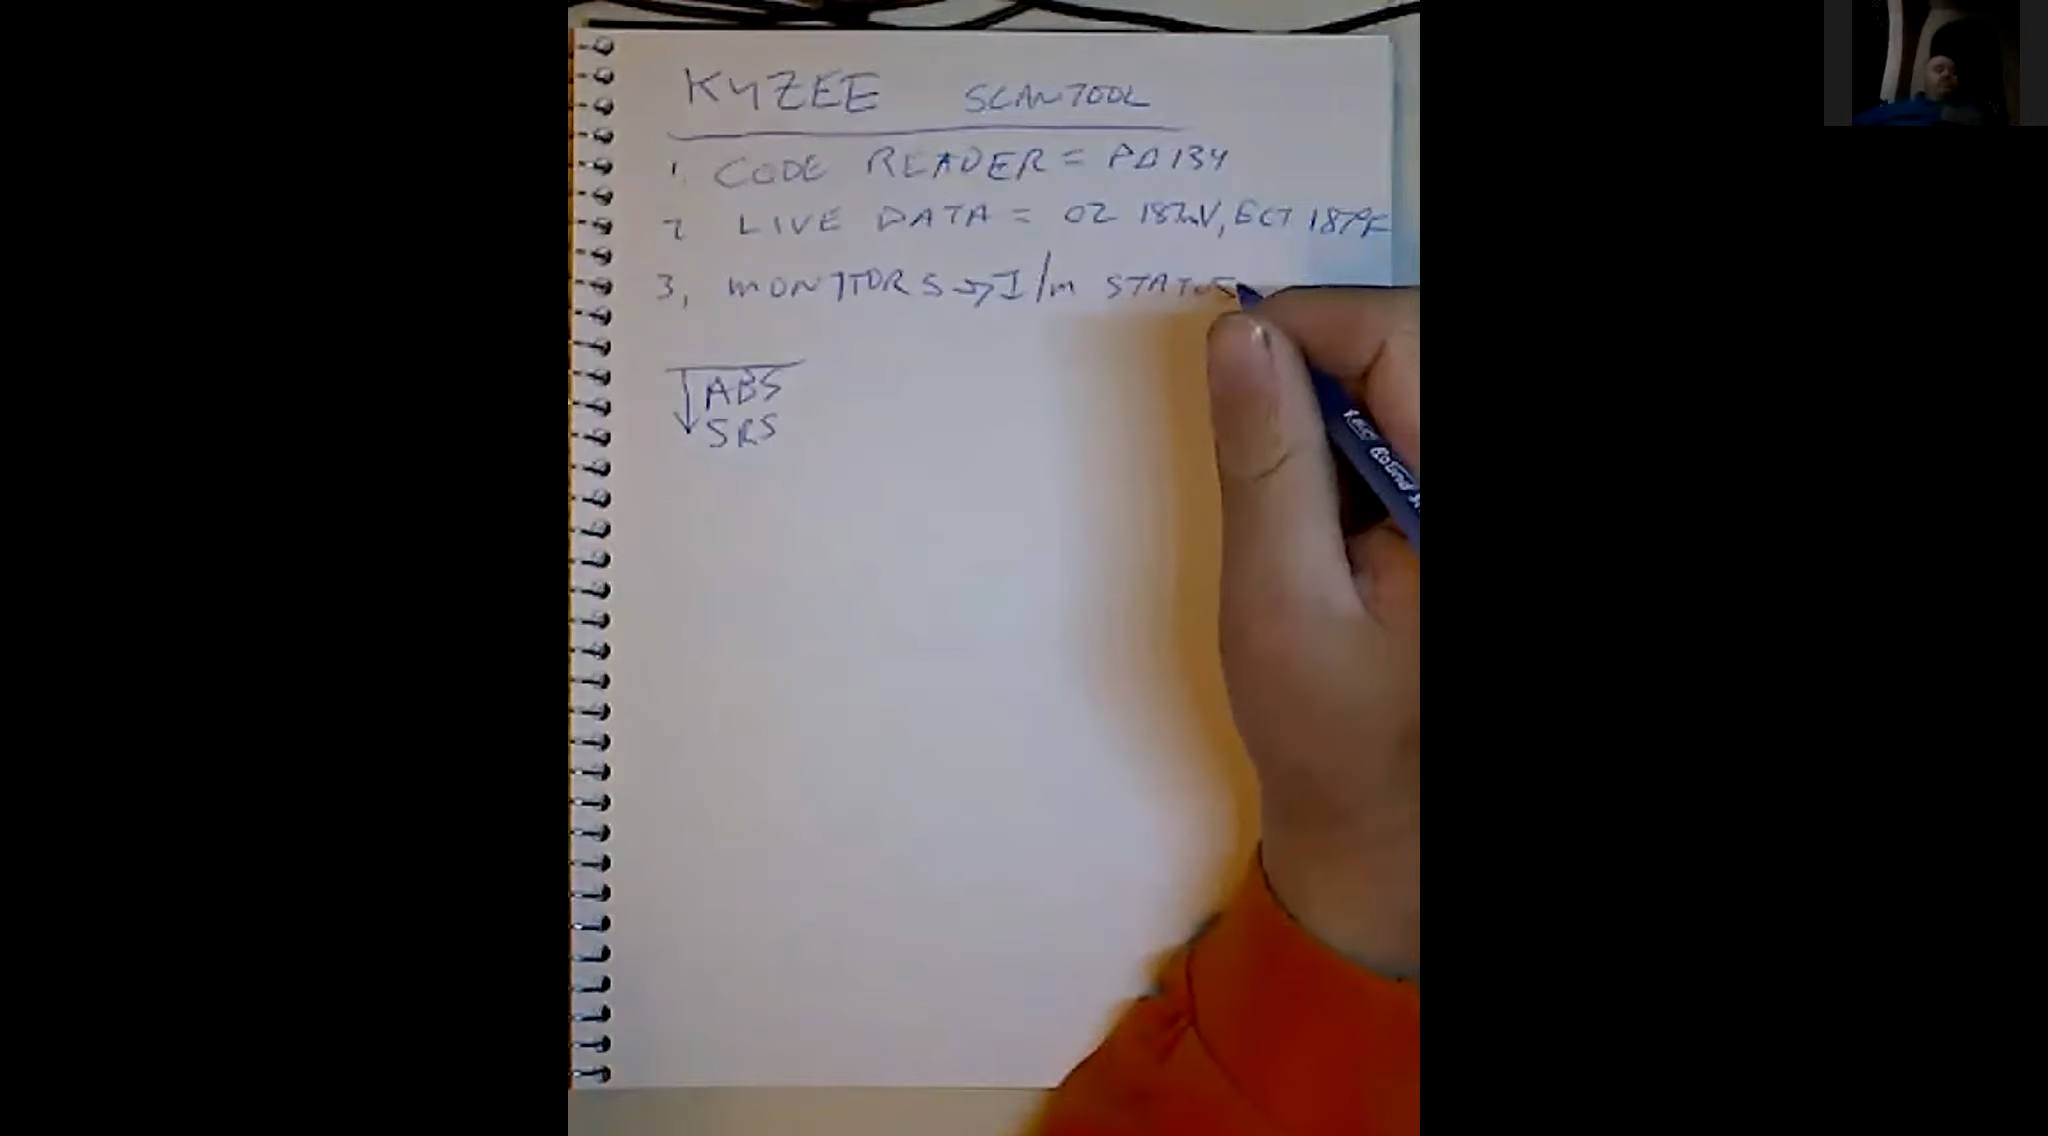 KYZEE SCANTOOL
1. CODE READER = P0134
2 LIVE DATA = O2 187mV, ECT 187°F
3, MONITORS → I/M STATUS
ABS
SRS